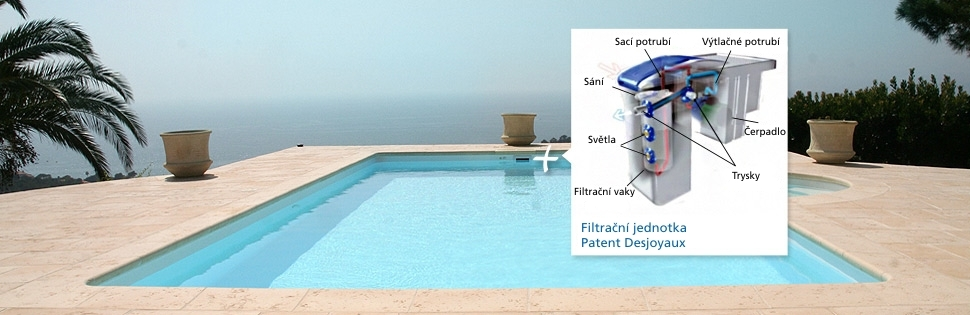 Sací potrubí
Výtlačné potrubí
Sání
Čerpadlo
Světla
Trysky
Filtrační vaky
Filtrační jednotka
Patent Desjoyaux